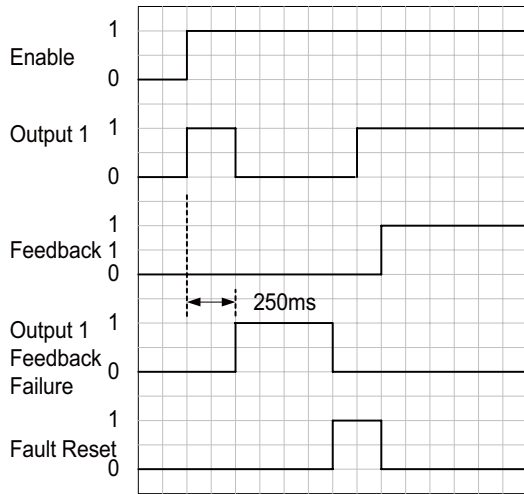 1
Enable
0
1
Output 1
0
1
Feedback 1
0
250ms
1
Output 1
Feedback
0
Failure
1
Fault Reset
0